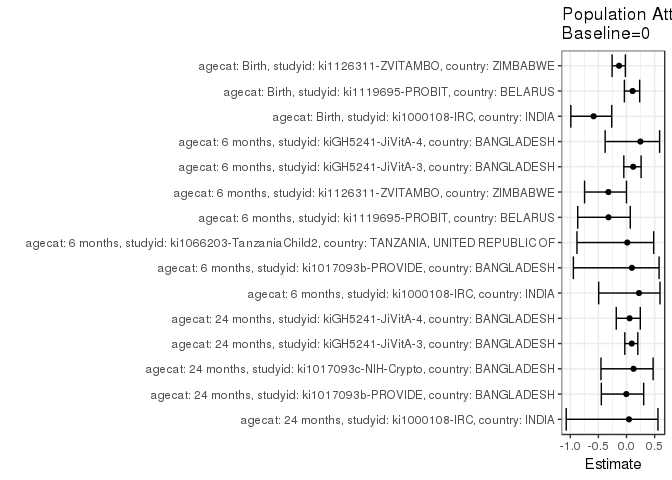 Population Att
Baseline=0
agecat: Birth, studyid: ki1126311-ZVITAMBO, country: ZIMBABWE
agecat: Birth, studyid: ki1119695-PROBIT, country: BELARUS
agecat: Birth, studyid: ki1000108-IRC, country: INDIA
agecat: 6 months, studyid: kiGH5241-JiVitA-4, country: BANGLADESH
agecat: 6 months, studyid: kiGH5241-JiVitA-3, country: BANGLADESH
agecat: 6 months, studyid: ki1126311-ZVITAMBO, country: ZIMBABWE
agecat: 6 months, studyid: ki1119695-PROBIT, country: BELARUS
agecat: 6 months, studyid: ki1066203-TanzaniaChild2, country: TANZANIA, UNITED REPUBLIC OF
agecat: 6 months, studyid: ki1017093b-PROVIDE, country: BANGLADESH
agecat: 6 months, studyid: ki1000108-IRC, country: INDIA
agecat: 24 months, studyid: kiGH5241-JiVitA-4, country: BANGLADESH
agecat: 24 months, studyid: kiGH5241-JiVitA-3, country: BANGLADESH
agecat: 24 months, studyid: ki1017093c-NIH-Crypto, country: BANGLADESH
agecat: 24 months, studyid: ki1017093b-PROVIDE, country: BANGLADESH
agecat: 24 months, studyid: ki1000108-IRC, country: INDIA
-1.0 -0.5 0.0 0.5
Estimate